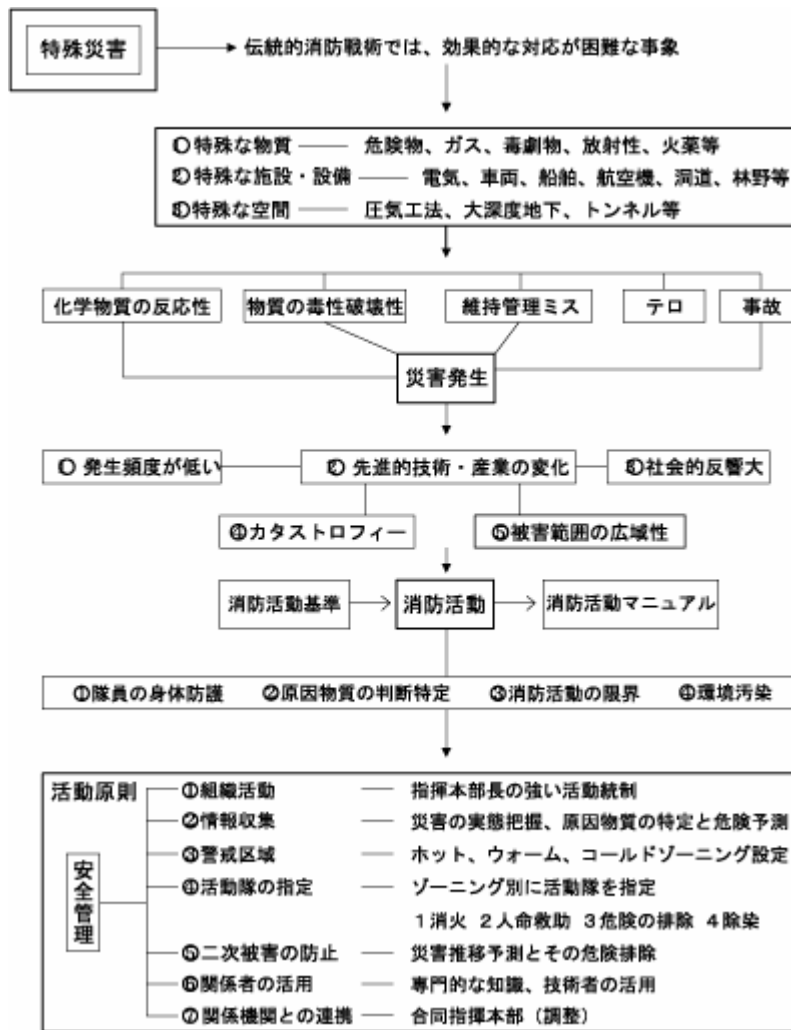 特殊災害 伝統的消防戦術では、効果的な対応が困難な事象
①特殊な物質 危険物、ガス、毒劇物、放射性、火薬等
②特殊な施設・設備 電気、車両、船舶、航空機、洞道、林野等
③特殊な空間 圧気工法、大深度地下、トンネル等
化学物質の反応性 物質の毒性破壊性 維持管理ミス テロ 事故
災害発生
① 発生頻度が低い ② 先進的技術・産業の変化 ③社会的反響大
④カタストロフィー ⑤被害範囲の広域性
消防活動基準 消防活動 消防活動マニュアル
①隊員の身体防護 ②原因物質の判断特定 ③消防活動の限界 ④環境汚染
活動原則 ①組織活動 指揮本部長の強い活動統制
②情報収集 災害の実態把握、原因物質の特定と危険予測
③警戒区域 ホット、ウォーム、コールドゾーニング設定
安全管理 ④活動隊の指定 ゾーニング別に活動隊を指定
1消火 2人命救助 3危険の排除 4除染
⑤二次被害の防止 災害推移予測とその危険排除
⑥関係者の活用 専門的な知識、技術者の活用
⑦関係機関との連携 合同指揮本部（調整）